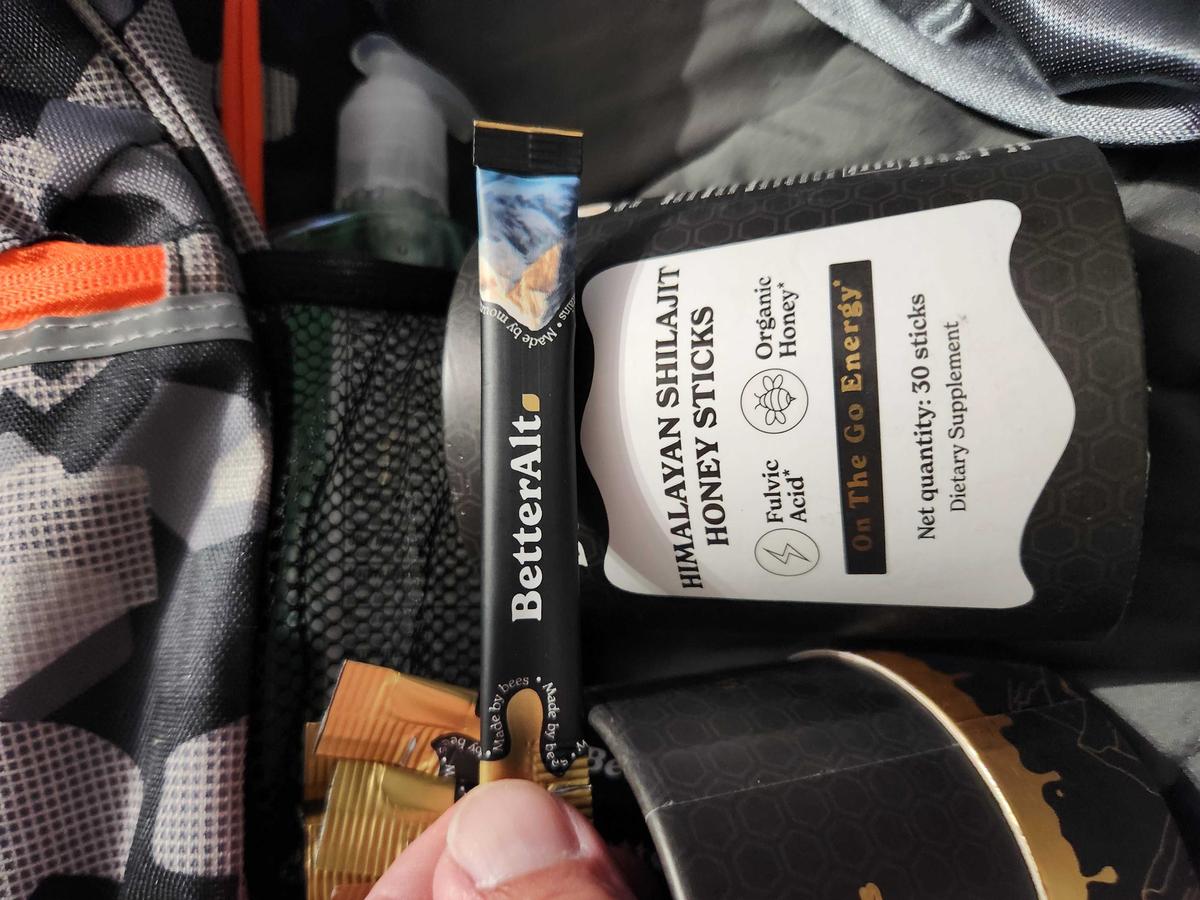 BetterAlt
Made by bees •
Made by bees
HIMALAYAN SHILAJIT
HONEY STICKS
Fulvic
Acid*
Organic
Honey*
On The Go Energy*
Net quantity: 30 sticks
Dietary Supplement